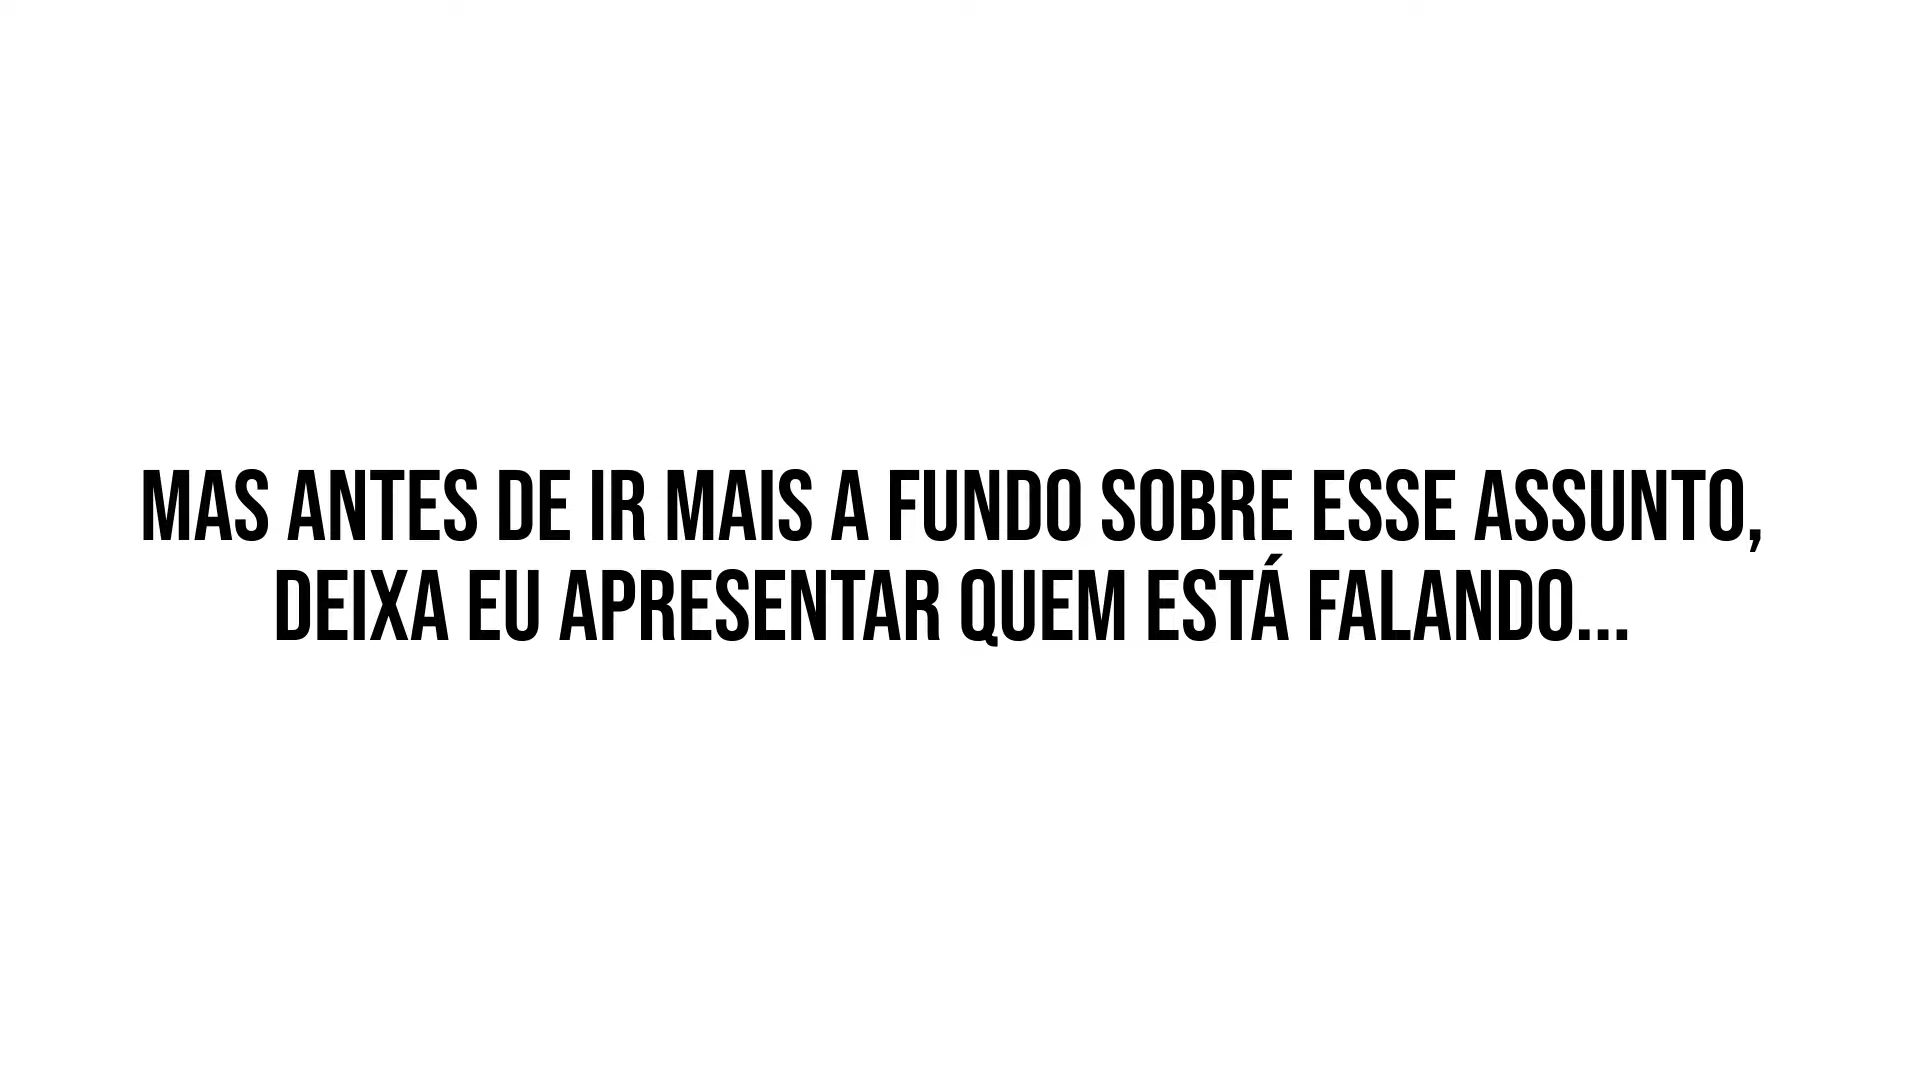 MAS ANTES DE IR MAIS A FUNDO SOBRE ESSE ASSUNTO,
DEIXA EU APRESENTAR QUEM ESTÁ FALANDO...